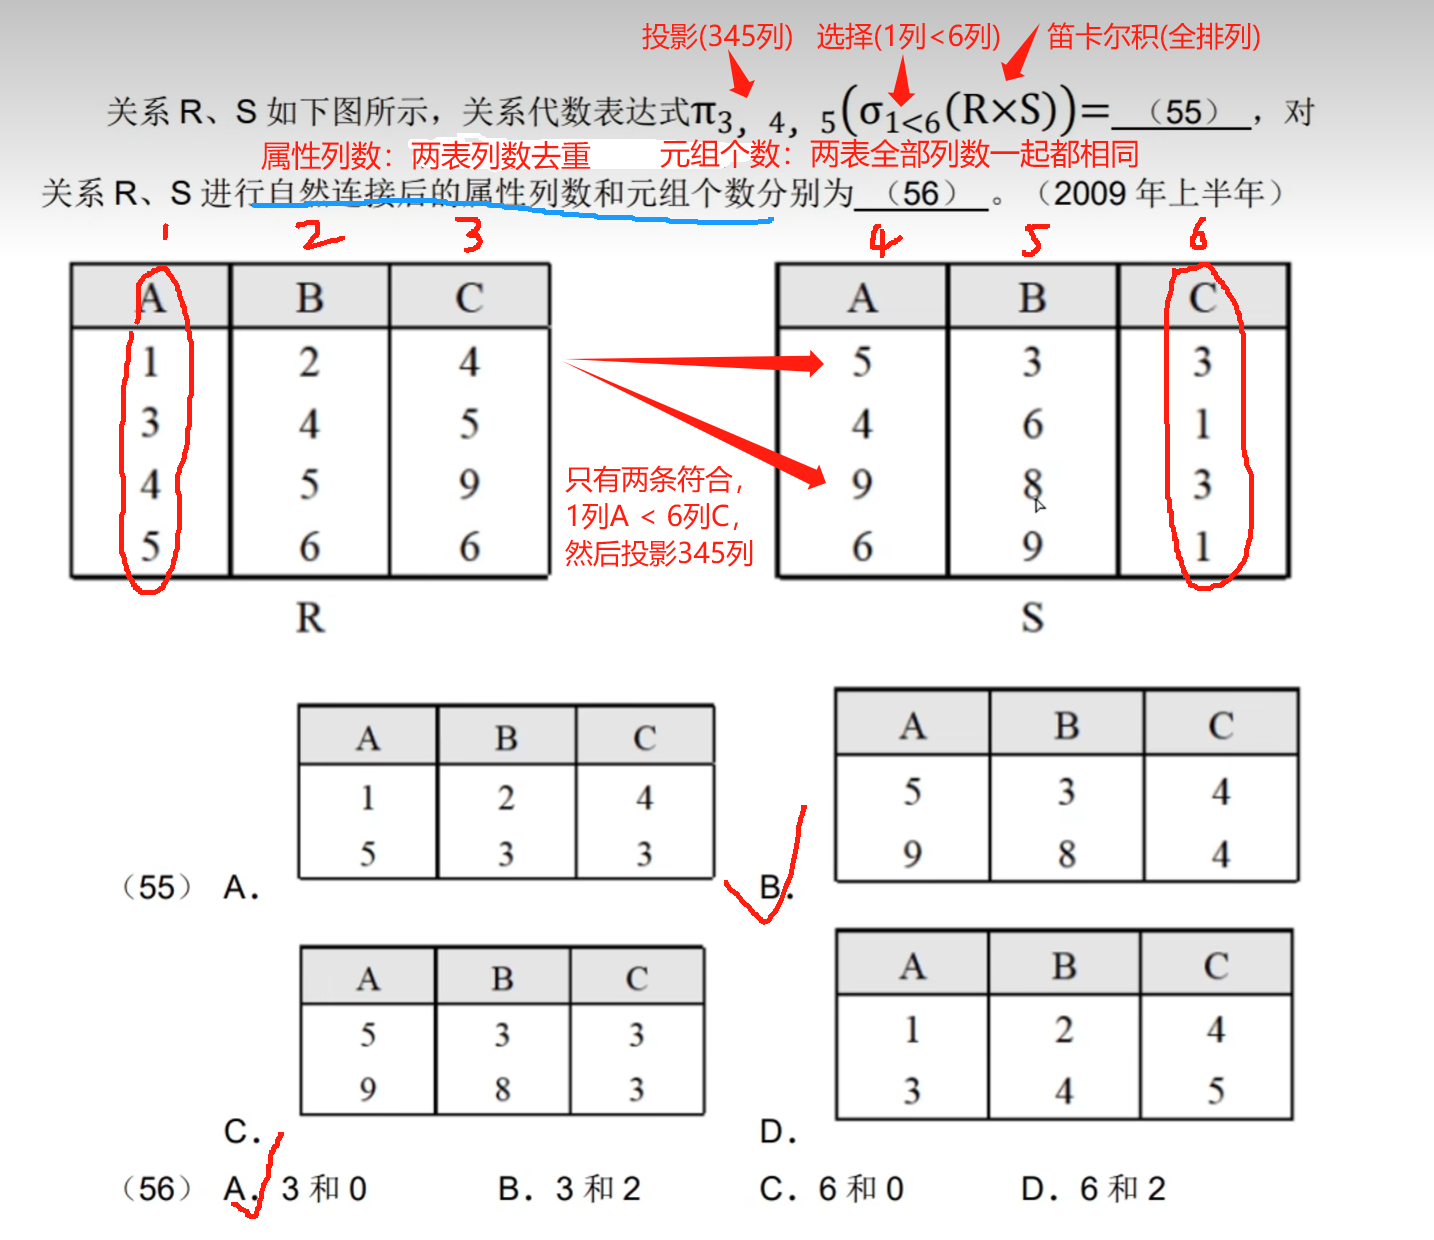 投影(345列) 选择(1列<6列) 笛卡尔积(全排列)
关系 R、S 如下图所示，关系代数表达式π3，4，5(σ1<6(R×S))=（55），对
属性列数：两表列数去重 元组个数：两表全部列数一起都相同
关系 R、S 进行自然连接后的属性列数和元组个数分别为（56）。（2009 年上半年）
1 2 3 4 5 6
A B C A B C
1 2 4 5 3 3
3 4 5 4 6 1
4 5 9 9 8 3
5 6 6 6 9 1
只有两条符合，
1列A < 6列C，
然后投影345列
R S
A B C
1 2 4
5 3 3
（55） A.
A B C
5 3 4
9 8 4
B.
A B C
5 3 3
9 8 3
C.
A B C
1 2 4
3 4 5
D.
（56） A. 3 和 0 B. 3 和 2 C. 6 和 0 D. 6 和 2